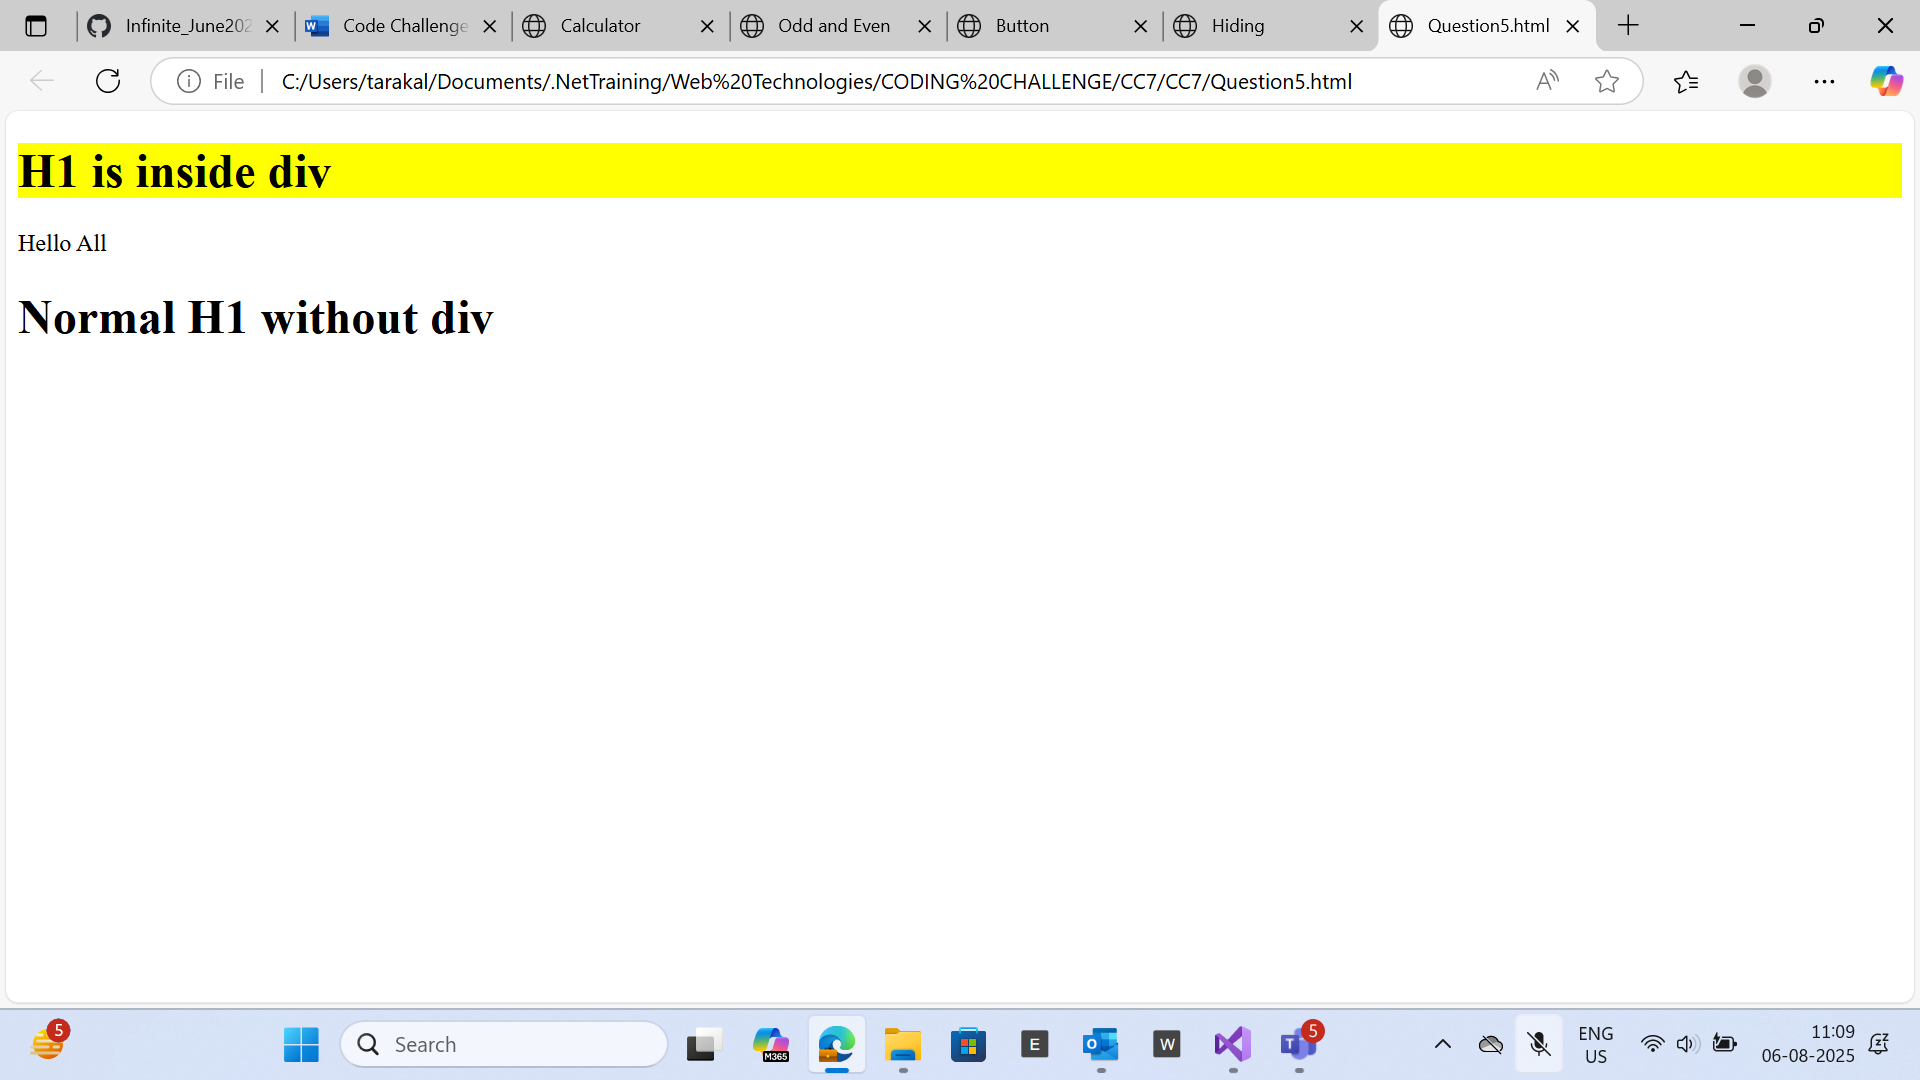 Infinite_June202
Code Challenge
Calculator
Odd and Even
Button
Hiding
Question5.html
File
C:/Users/tarakal/Documents/.NetTraining/Web%20Technologies/CODING%20CHALLENGE/CC7/CC7/Question5.html
H1 is inside div
Hello All
Normal H1 without div
5
Search
M365
E
O
W
T
5
ENG
US
11:09
06-08-2025